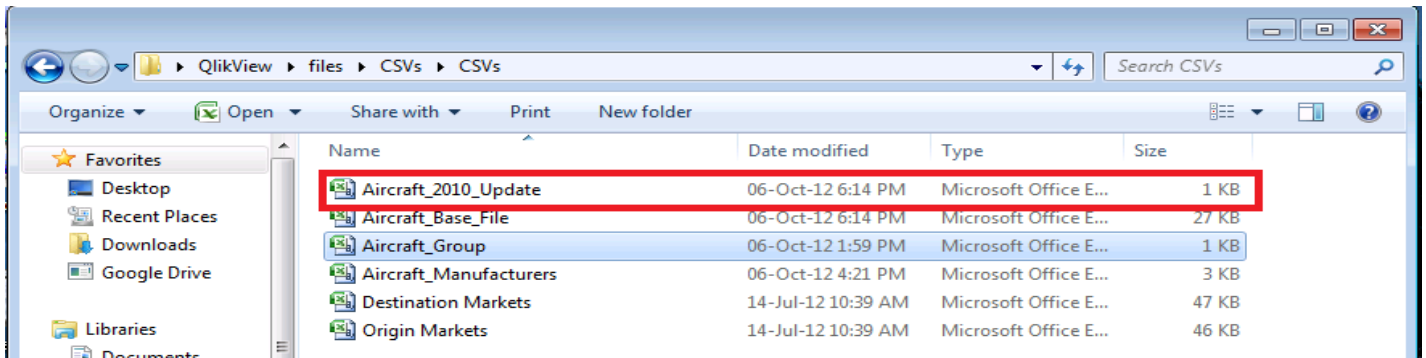 QlikView files CSVs CSVs Search CSVs
Organize Open Share with Print New folder
Favorites
Desktop
Recent Places
Downloads
Google Drive
Libraries
Documents
Name Date modified Type Size
Aircraft_2010_Update 06-Oct-12 6:14 PM Microsoft Office E... 1 KB
Aircraft_Base_File 06-Oct-12 6:14 PM Microsoft Office E... 27 KB
Aircraft_Group 06-Oct-12 1:59 PM Microsoft Office E... 1 KB
Aircraft_Manufacturers 06-Oct-12 4:21 PM Microsoft Office E... 3 KB
Destination Markets 14-Jul-12 10:39 AM Microsoft Office E... 47 KB
Origin Markets 14-Jul-12 10:39 AM Microsoft Office E... 46 KB